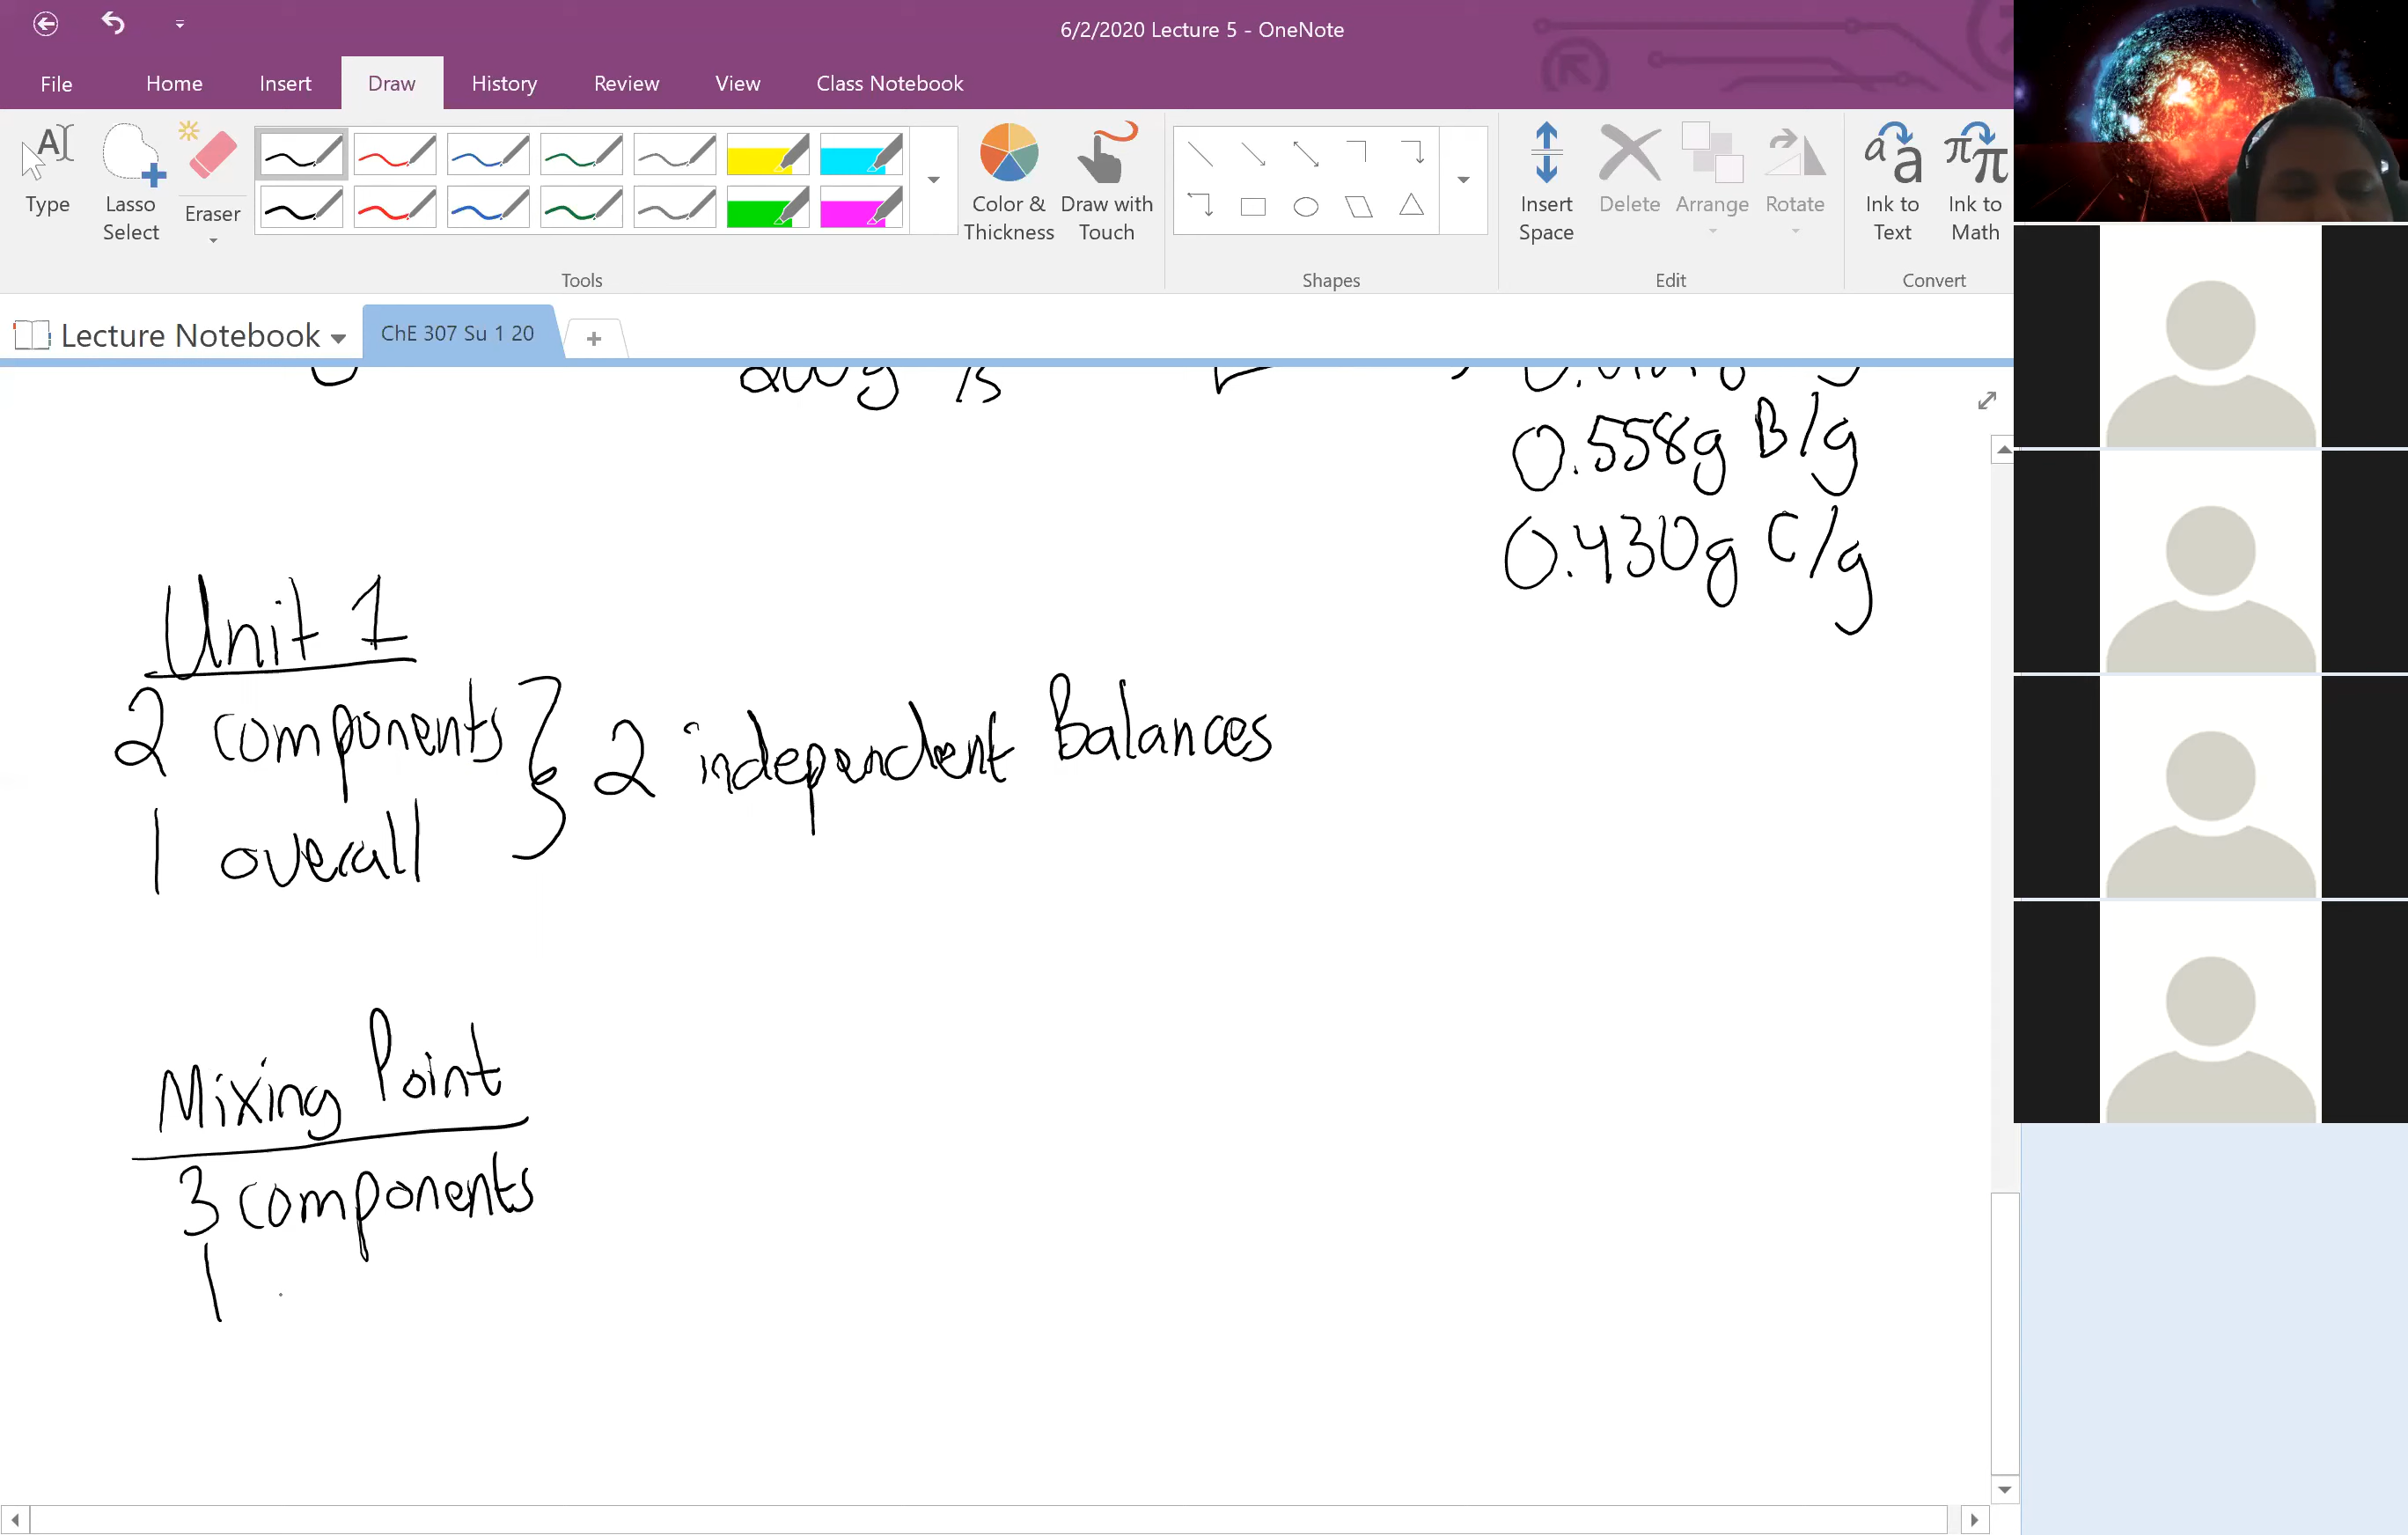 6/2/2020 Lecture 5 - OneNote
File Home Insert Draw History Review View Class Notebook
Type
Lasso Select
Eraser
Color & Thickness
Draw with Touch
Insert Space
Delete
Arrange
Rotate
Ink to Text
Ink to Math
Tools Shapes Edit Convert
Lecture Notebook
ChE 307 Su 1 20
200g /s
0.558g B/g
0.430g C/g
Unit 1
2 components
1 overall
2 independent Balances
Mixing Point
3 components
1